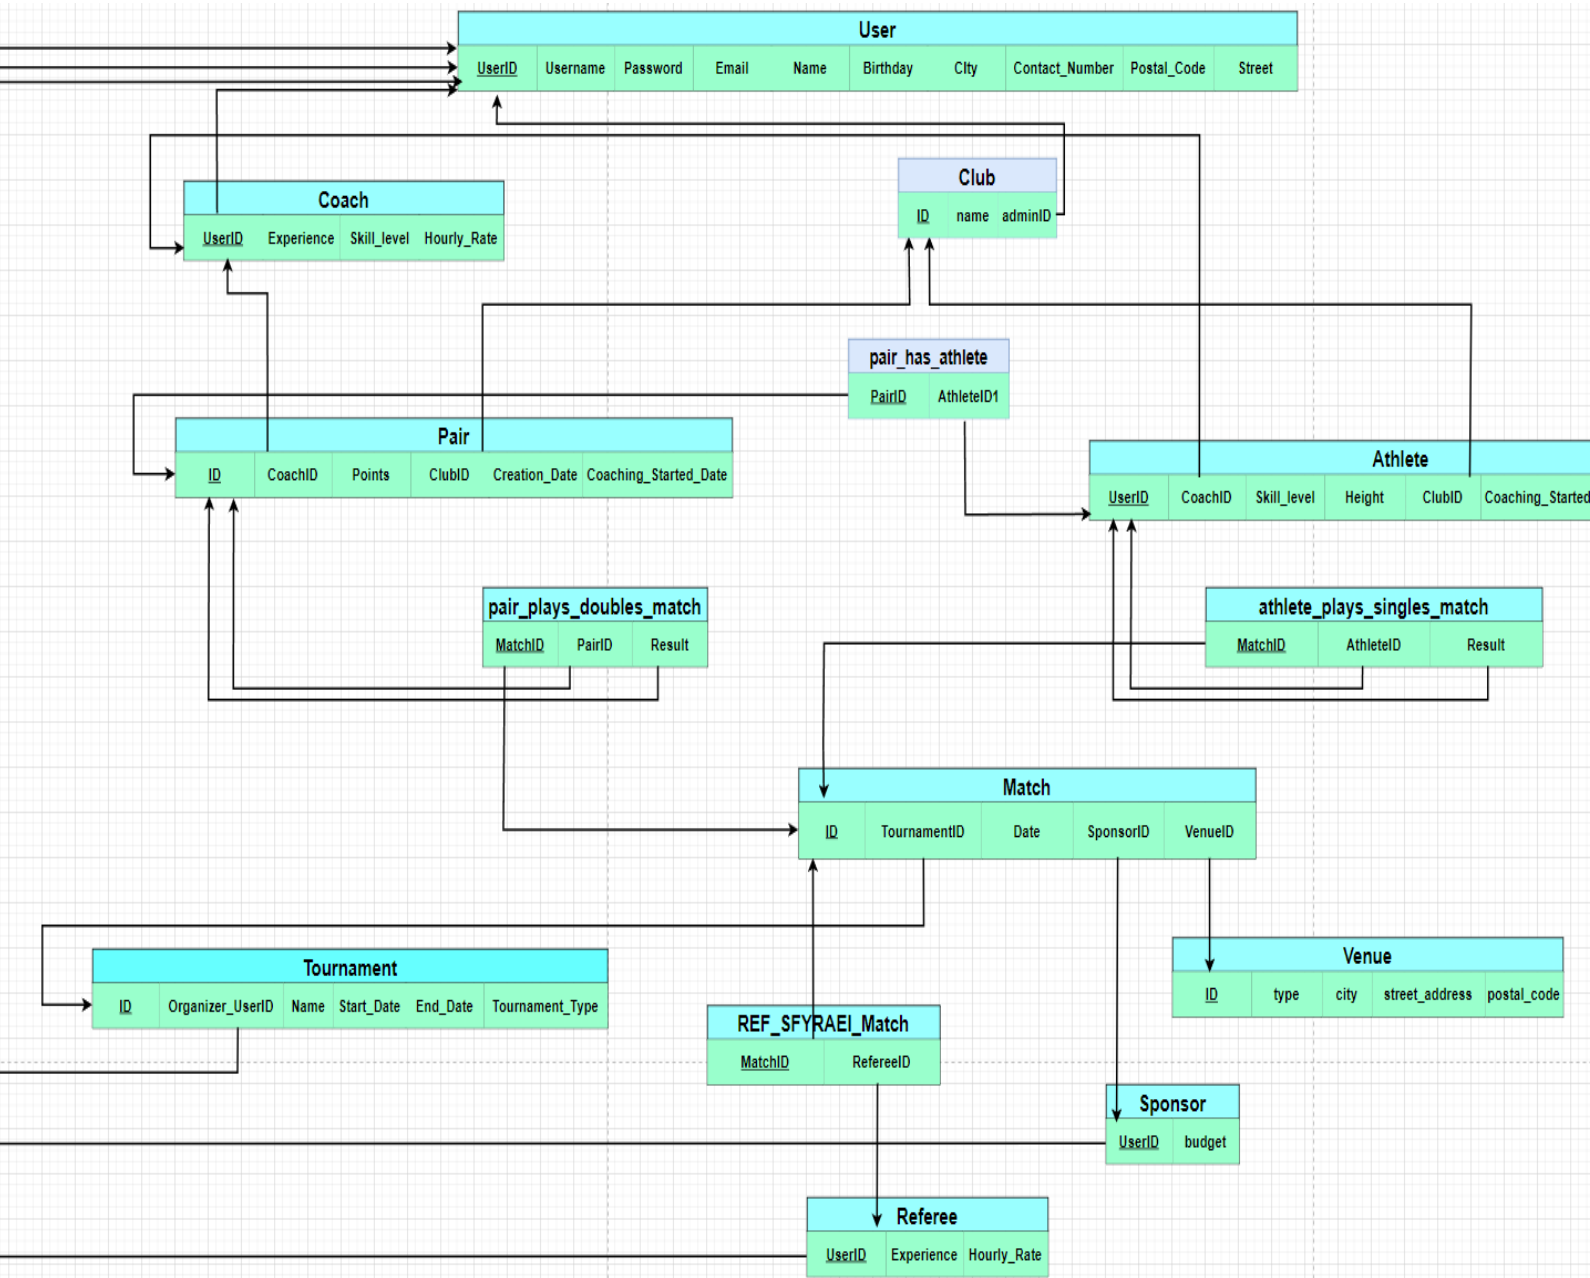 User
UserID Username Password Email Name Birthday CIty Contact_Number Postal_Code Street
Club
ID name adminID
Coach
UserID Experience Skill_level Hourly_Rate
pair_has_athlete
PairID AthleteID1
Pair
ID CoachID Points ClubID Creation_Date Coaching_Started_Date
Athlete
UserID CoachID Skill_level Height ClubID Coaching_Started
pair_plays_doubles_match
MatchID PairID Result
athlete_plays_singles_match
MatchID AthleteID Result
Match
ID TournamentID Date SponsorID VenueID
Tournament
ID Organizer_UserID Name Start_Date End_Date Tournament_Type
Venue
ID type city street_address postal_code
REF_SFYRAEI_Match
MatchID RefereeID
Sponsor
UserID budget
Referee
UserID Experience Hourly_Rate